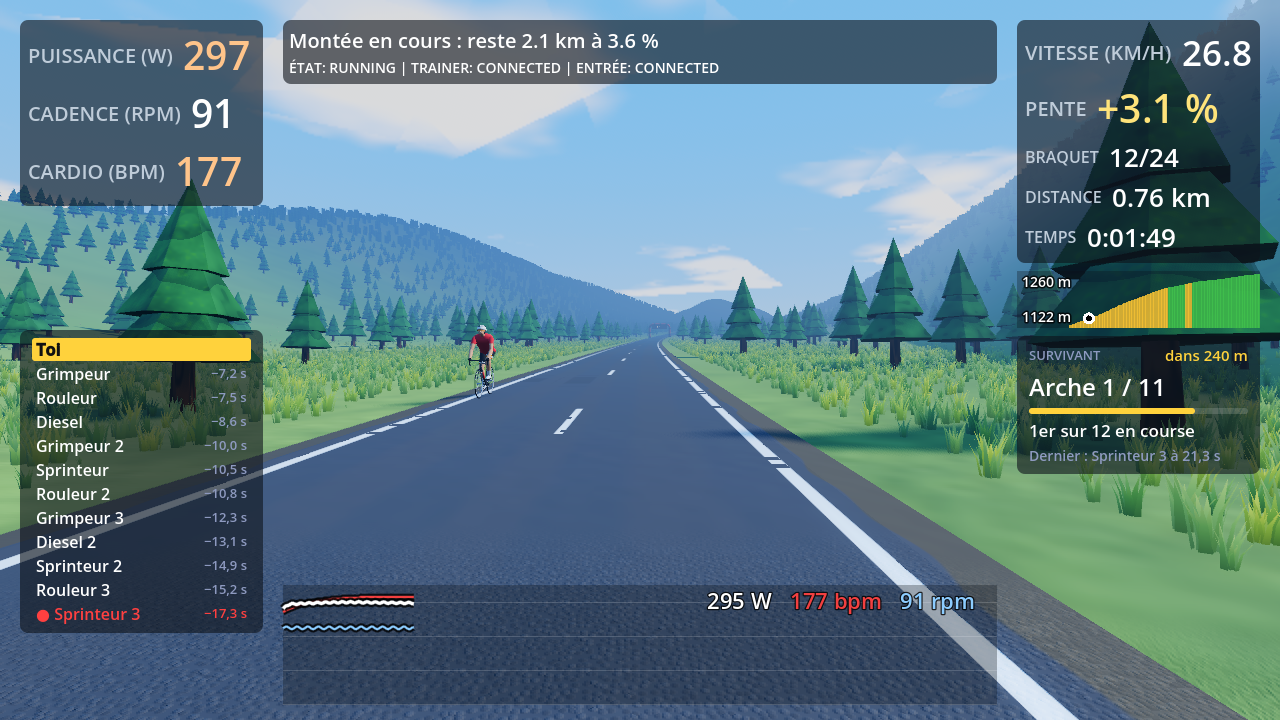 PUISSANCE (W) 297
CADENCE (RPM) 91
CARDIO (BPM) 177
Montée en cours : reste 2.1 km à 3.6 %
ÉTAT: RUNNING | TRAINER: CONNECTED | ENTRÉE: CONNECTED
VITESSE (KM/H) 26.8
PENTE +3.1 %
BRAQUET 12/24
DISTANCE 0.76 km
TEMPS 0:01:49
1260 m
1122 m
SURVIVANT dans 240 m
Arche 1 / 11
1er sur 12 en course
Dernier : Sprinteur 3 à 21,3 s
Toi
Grimpeur −7,2 s
Rouleur −7,5 s
Diesel −8,6 s
Grimpeur 2 −10,0 s
Sprinteur −10,5 s
Rouleur 2 −10,8 s
Grimpeur 3 −12,3 s
Diesel 2 −13,1 s
Sprinteur 2 −14,9 s
Rouleur 3 −15,2 s
Sprinteur 3 −17,3 s
295 W 177 bpm 91 rpm